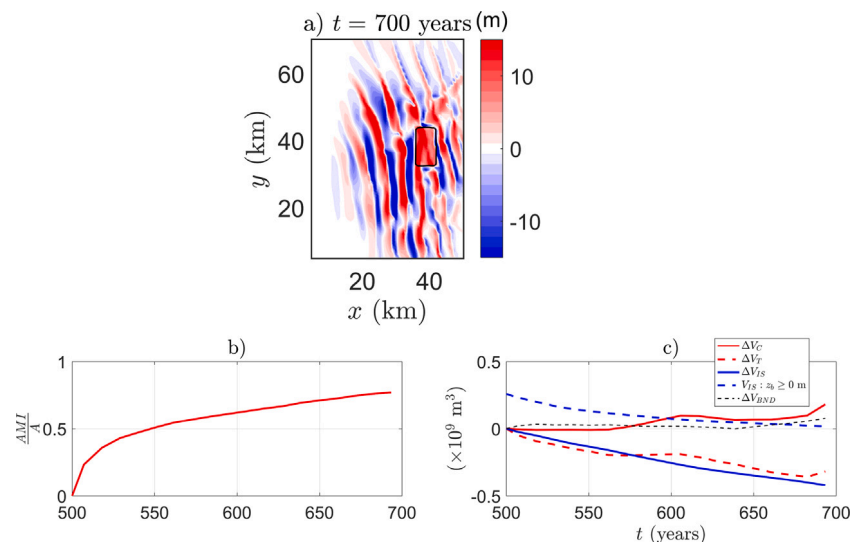 a) t = 700 years (m)
60
40
20
y (km)
20 40
x (km)
10
0
-10
b)
1
0.5
0
ΔMI/A
500 550 600 650 700
c)
0.5
0
-0.5
(×10⁹ m³)
500 550 600 650 700
t (years)
ΔV_C
ΔV_T
ΔV_IS
V_IS : z_b ≥ 0 m
ΔV_BND